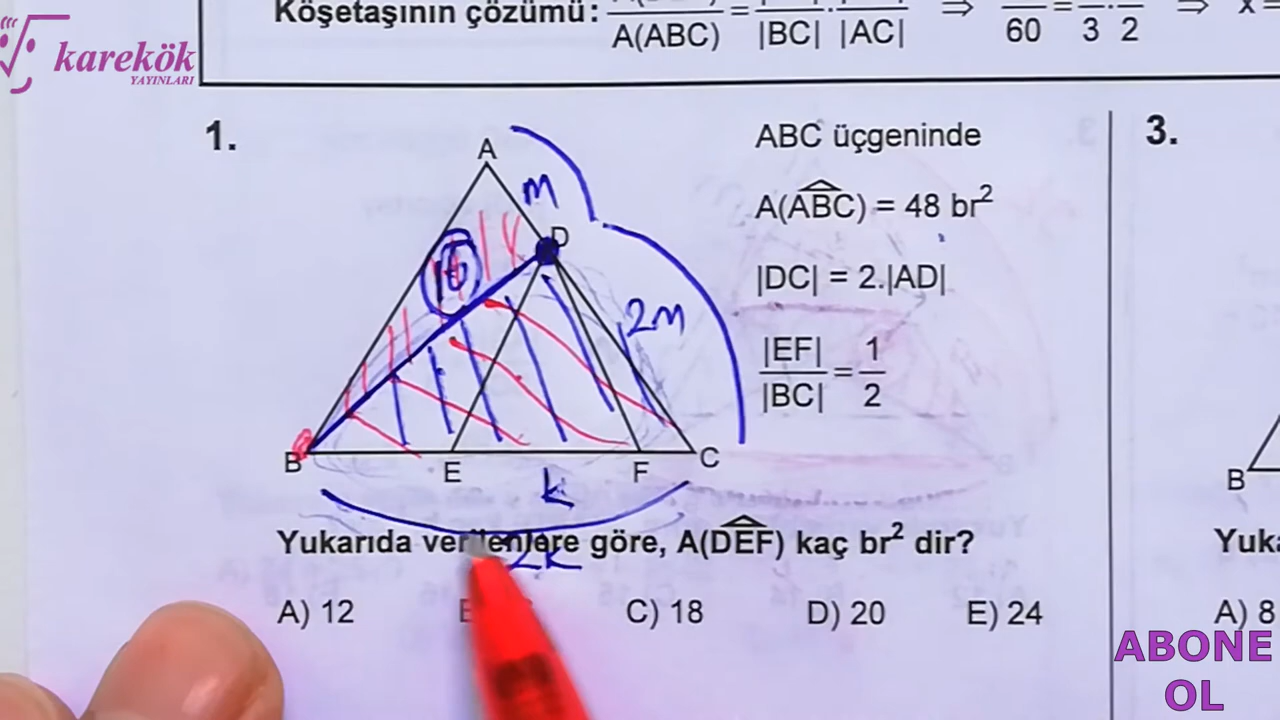 karekök
YAYINLARI
Köşetaşının çözümü:
A(ABC) = |BC| . |AC| ⇒ 60 = 3 . 2 ⇒ x =
1.
ABC üçgeninde
A(ABC) = 48 br²
|DC| = 2.|AD|
|EF| / |BC| = 1 / 2
A
m
D
16
2m
B
E
F
C
k
2k
Yukarıda verilenlere göre, A(DEF) kaç br² dir?
A) 12
C) 18
D) 20
E) 24
3.
B
Yuka
A) 8
ABONE
OL